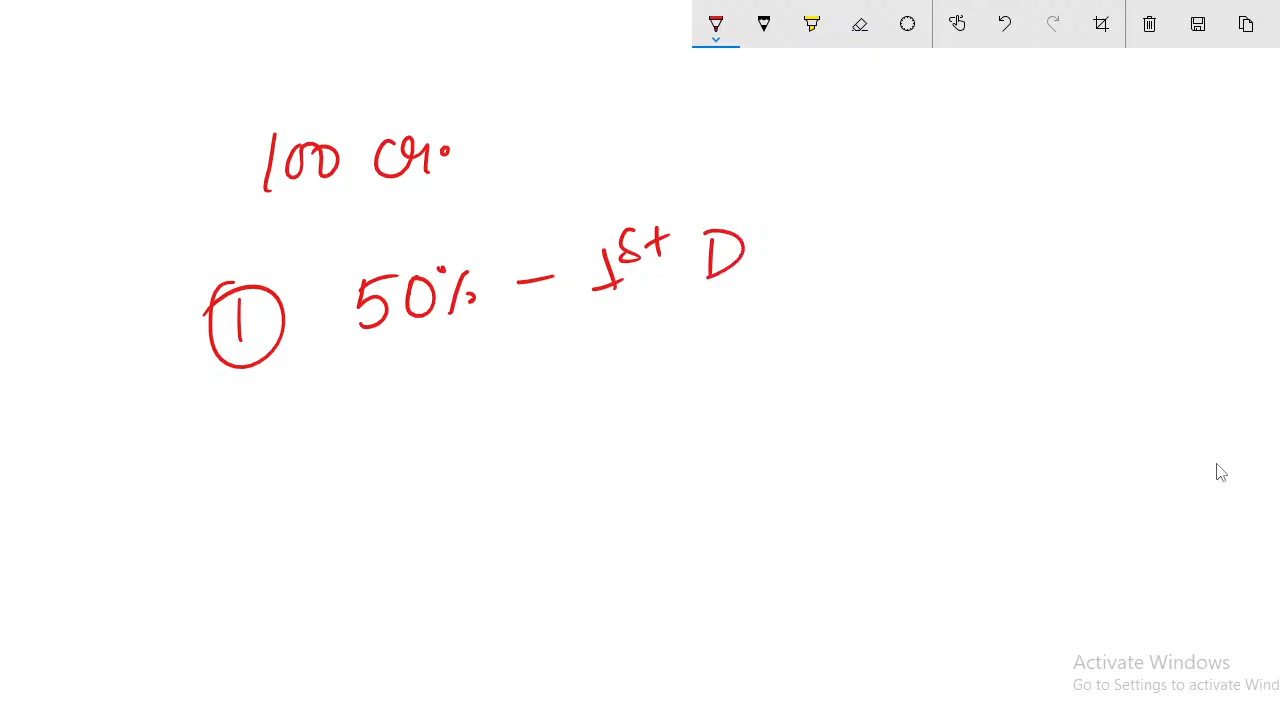 100 Cr.
① 50% - 1st D
Activate Windows
Go to Settings to activate Wind